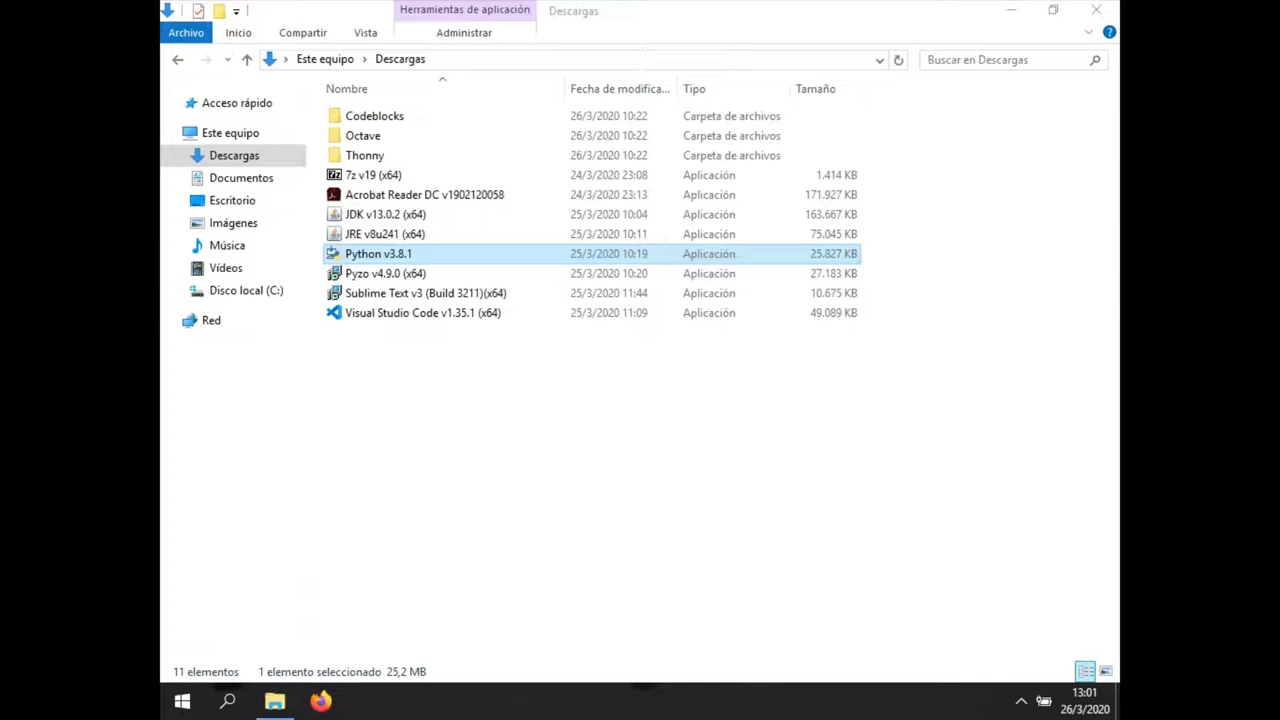 Herramientas de aplicación Descargas
Archivo Inicio Compartir Vista Administrar
Este equipo Descargas Buscar en Descargas
Acceso rápido
Este equipo
Descargas
Documentos
Escritorio
Imágenes
Música
Vídeos
Disco local (C:)
Red
Nombre Fecha de modifica... Tipo Tamaño
Codeblocks 26/3/2020 10:22 Carpeta de archivos
Octave 26/3/2020 10:22 Carpeta de archivos
Thonny 26/3/2020 10:22 Carpeta de archivos
7z v19 (x64) 24/3/2020 23:08 Aplicación 1.414 KB
Acrobat Reader DC v1902120058 24/3/2020 23:13 Aplicación 171.927 KB
JDK v13.0.2 (x64) 25/3/2020 10:04 Aplicación 163.667 KB
JRE v8u241 (x64) 25/3/2020 10:11 Aplicación 75.045 KB
Python v3.8.1 25/3/2020 10:19 Aplicación 25.827 KB
Pyzo v4.9.0 (x64) 25/3/2020 10:20 Aplicación 27.183 KB
Sublime Text v3 (Build 3211)(x64) 25/3/2020 11:44 Aplicación 10.675 KB
Visual Studio Code v1.35.1 (x64) 25/3/2020 11:09 Aplicación 49.089 KB
11 elementos 1 elemento seleccionado 25,2 MB
13:01
26/3/2020